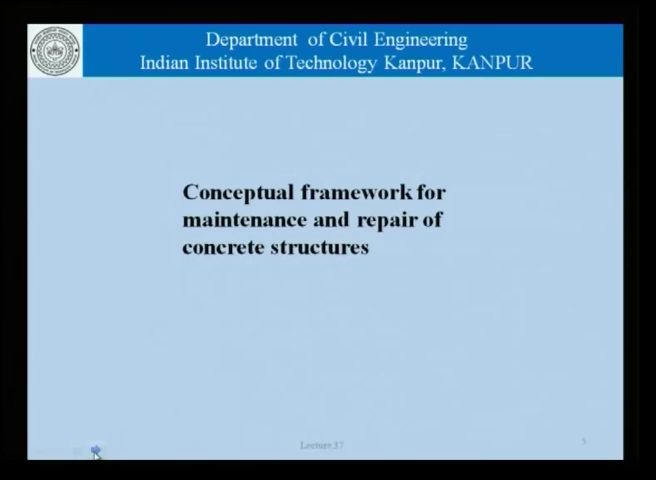 Department of Civil Engineering
Indian Institute of Technology Kanpur, KANPUR
Conceptual framework for
maintenance and repair of
concrete structures
Lecture 37